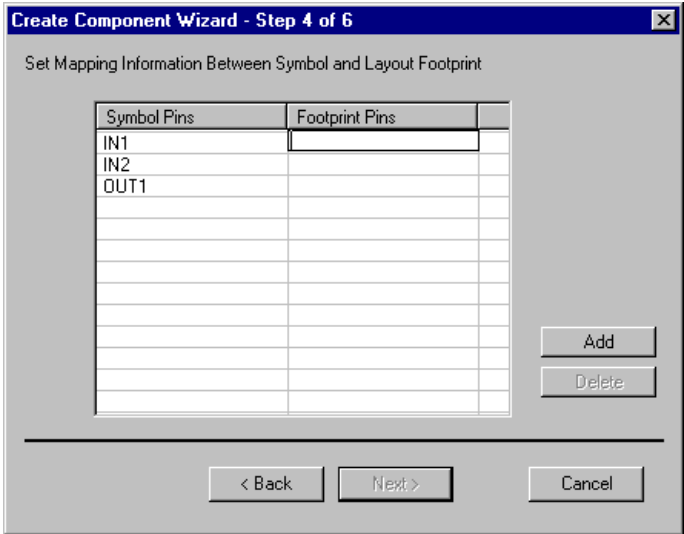 Create Component Wizard - Step 4 of 6
Set Mapping Information Between Symbol and Layout Footprint
Symbol Pins Footprint Pins
IN1
IN2
OUT1
Add
Delete
< Back Next > Cancel